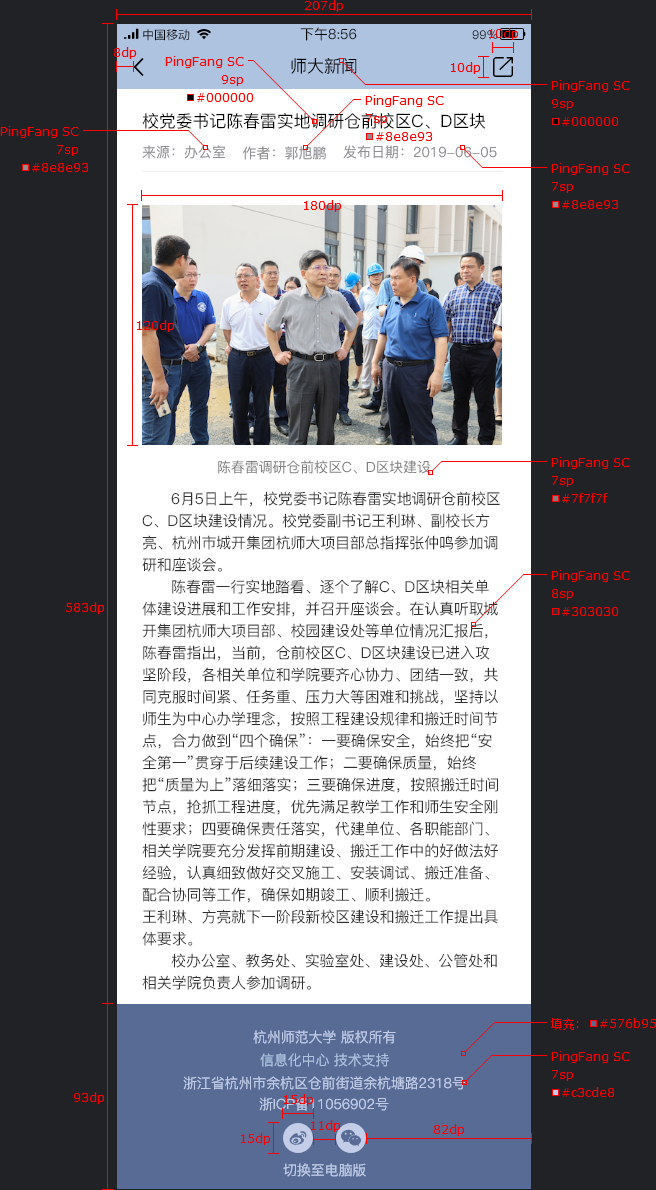 207dp
中国移动
下午8:56
99%
8dp
PingFang SC
9sp
#000000
师大新闻
10dp
PingFang SC
9sp
#000000
PingFang SC
7sp
#8e8e93
校党委书记陈春雷实地调研仓前校区C、D区块
PingFang SC
7sp
#8e8e93
来源：办公室 作者：郭旭鹏 发布日期：2019-06-05
PingFang SC
7sp
#8e8e93
180dp
120dp
陈春雷调研仓前校区C、D区块建设
PingFang SC
7sp
#7f7f7f
6月5日上午，校党委书记陈春雷实地调研仓前校区
C、D区块建设情况。校党委副书记王利琳、副校长方
亮、杭州市城开集团杭师大项目部总指挥张仲鸣参加调
研和座谈会。
陈春雷一行实地踏看、逐个了解C、D区块相关单
体建设进展和工作安排，并召开座谈会。在认真听取城
开集团杭师大项目部、校园建设处等单位情况汇报后，
陈春雷指出，当前，仓前校区C、D区块建设已进入攻
坚阶段，各相关单位和学院要齐心协力、团结一致，共
同克服时间紧、任务重、压力大等困难和挑战，坚持以
师生为中心办学理念，按照工程建设规律和搬迁时间节
点，合力做到“四个确保”：一要确保安全，始终把“安
全第一”贯穿于后续建设工作；二要确保质量，始终
把“质量为上”落细落实；三要确保进度，按照搬迁时间
节点，抢抓工程进度，优先满足教学工作和师生安全刚
性要求；四要确保责任落实，代建单位、各职能部门、
相关学院要充分发挥前期建设、搬迁工作中的好做法好
经验，认真细致做好交叉施工、安装调试、搬迁准备、
配合协同等工作，确保如期竣工、顺利搬迁。
王利琳、方亮就下一阶段新校区建设和搬迁工作提出具
体要求。
校办公室、教务处、实验室处、建设处、公管处和
相关学院负责人参加调研。
PingFang SC
8sp
#303030
583dp
杭州师范大学 版权所有
信息化中心 技术支持
浙江省杭州市余杭区仓前街道余杭塘路2318号
浙ICP备11056902号
填充：#576b95
PingFang SC
7sp
#c3cde8
93dp
15dp
15dp
11dp
82dp
切换至电脑版